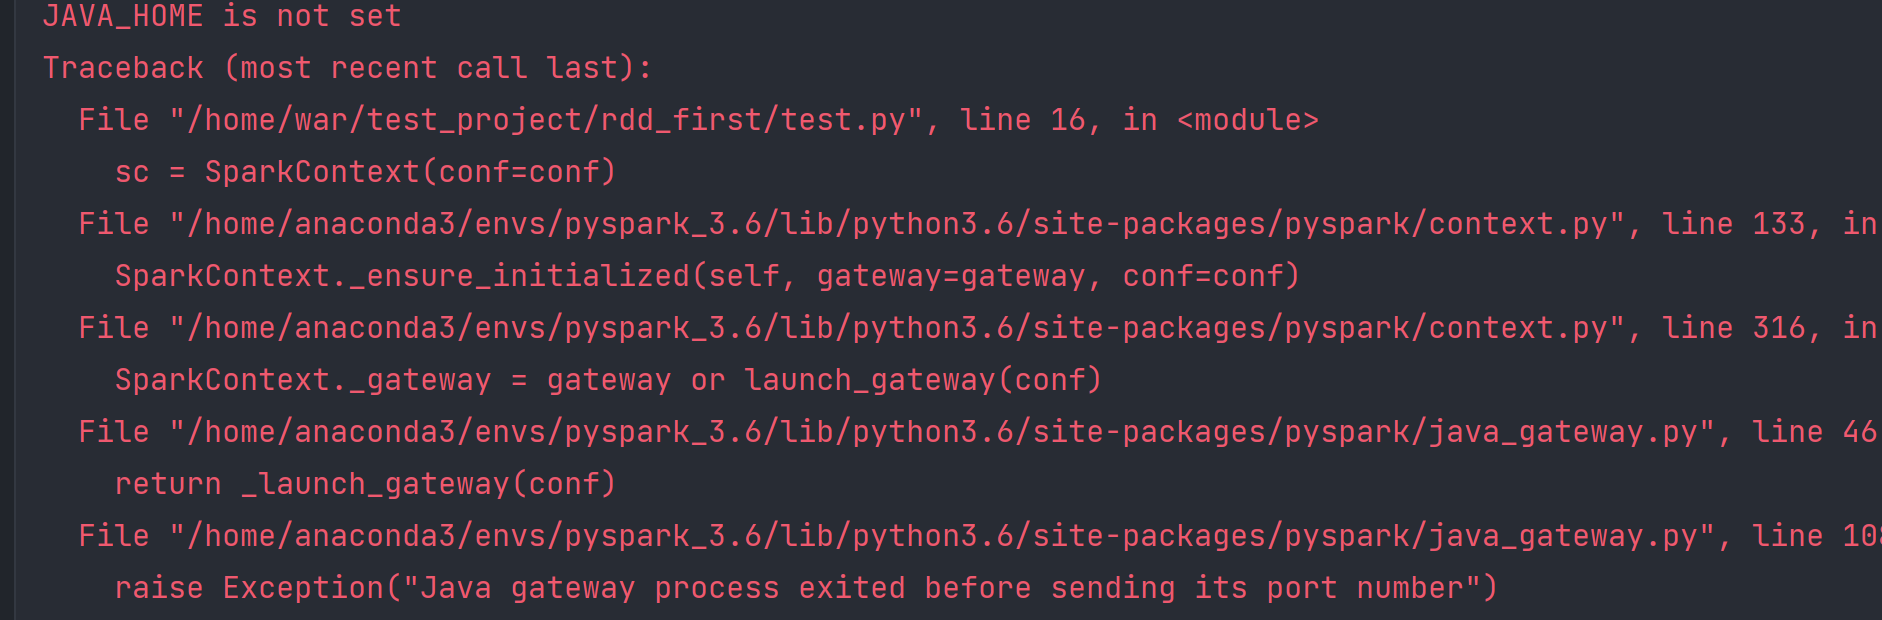 JAVA_HOME is not set
Traceback (most recent call last):
  File "/home/war/test_project/rdd_first/test.py", line 16, in <module>
    sc = SparkContext(conf=conf)
  File "/home/anaconda3/envs/pyspark_3.6/lib/python3.6/site-packages/pyspark/context.py", line 133, in
    SparkContext._ensure_initialized(self, gateway=gateway, conf=conf)
  File "/home/anaconda3/envs/pyspark_3.6/lib/python3.6/site-packages/pyspark/context.py", line 316, in
    SparkContext._gateway = gateway or launch_gateway(conf)
  File "/home/anaconda3/envs/pyspark_3.6/lib/python3.6/site-packages/pyspark/java_gateway.py", line 46
    return _launch_gateway(conf)
  File "/home/anaconda3/envs/pyspark_3.6/lib/python3.6/site-packages/pyspark/java_gateway.py", line 108
    raise Exception("Java gateway process exited before sending its port number")